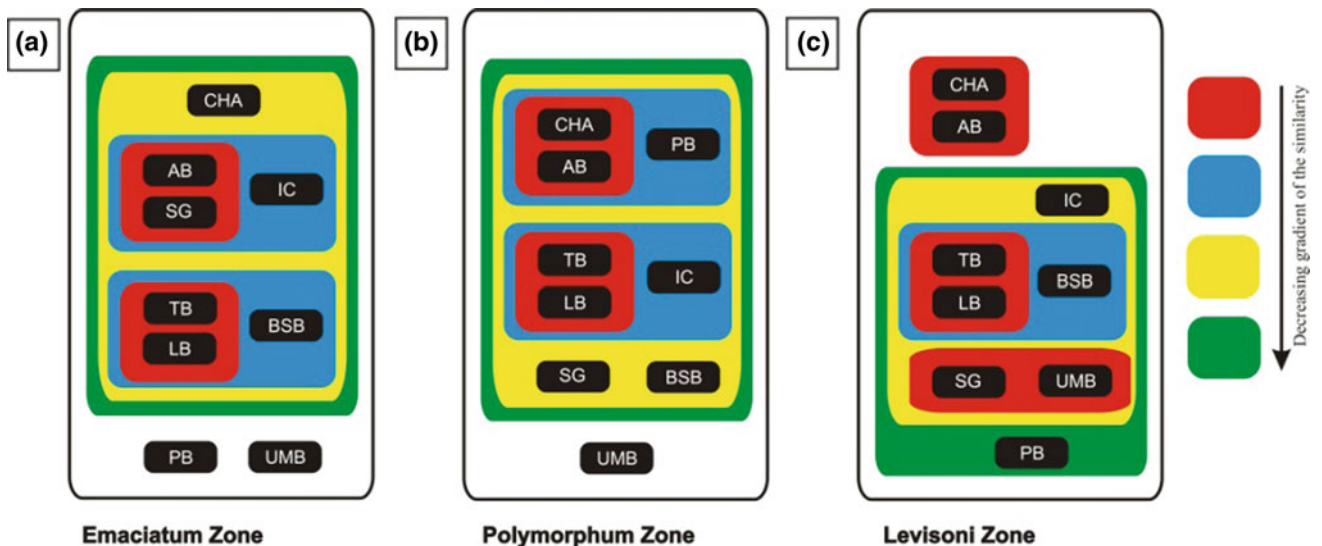 (a)
CHA
AB
IC
SG
TB
BSB
LB
PB UMB
Emaciatum Zone
(b)
CHA
PB
AB
TB
IC
LB
SG BSB
UMB
Polymorphum Zone
(c)
CHA
AB
IC
TB
BSB
LB
SG UMB
PB
Levisoni Zone
Decreasing gradient of the similarity